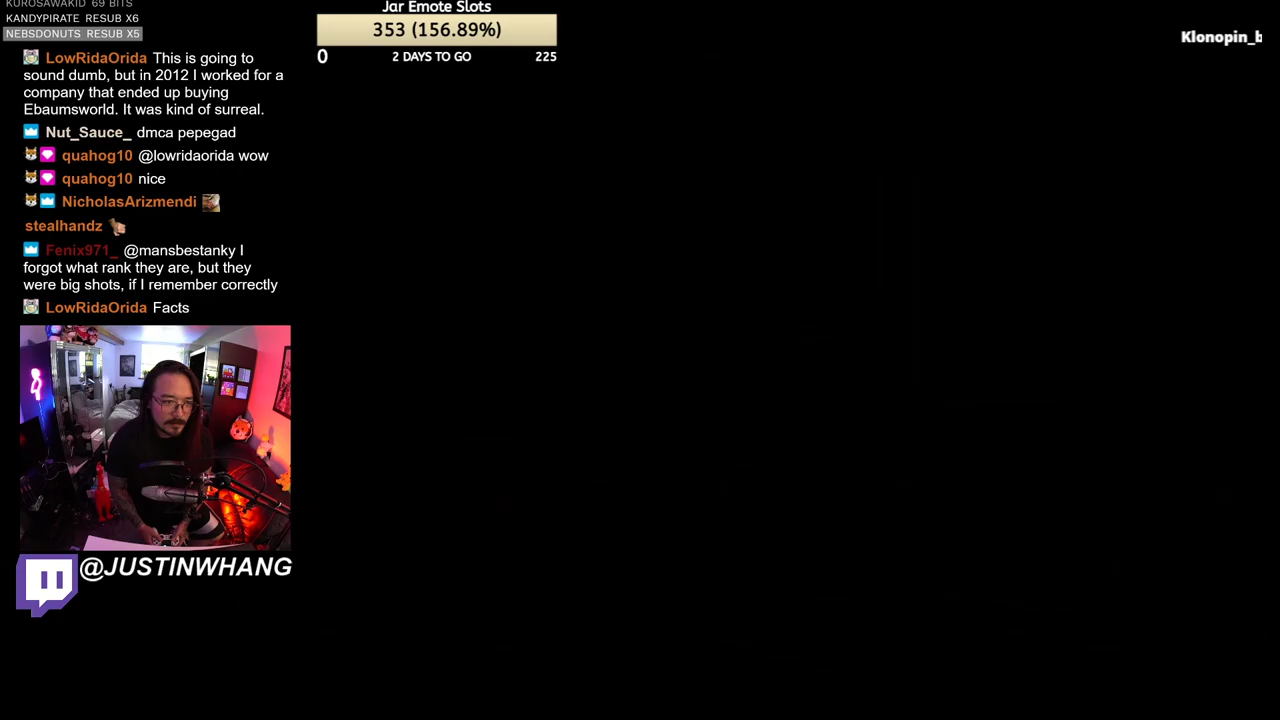 KUROSAWAKID 69 BITS
KANDYPIRATE RESUB X6
NEBSDONUTS RESUB X5
LowRidaOrida This is going to
sound dumb, but in 2012 I worked for a
company that ended up buying
Ebaumsworld. It was kind of surreal.
Nut_Sauce_ dmca pepegad
quahog10 @lowridaorida wow
quahog10 nice
NicholasArizmendi
stealhandz
Fenix971_ @mansbestanky I
forgot what rank they are, but they
were big shots, if I remember correctly
LowRidaOrida Facts
@JUSTINWHANG
Jar Emote Slots
353 (156.89%)
0 2 DAYS TO GO 225
Klonopin_b